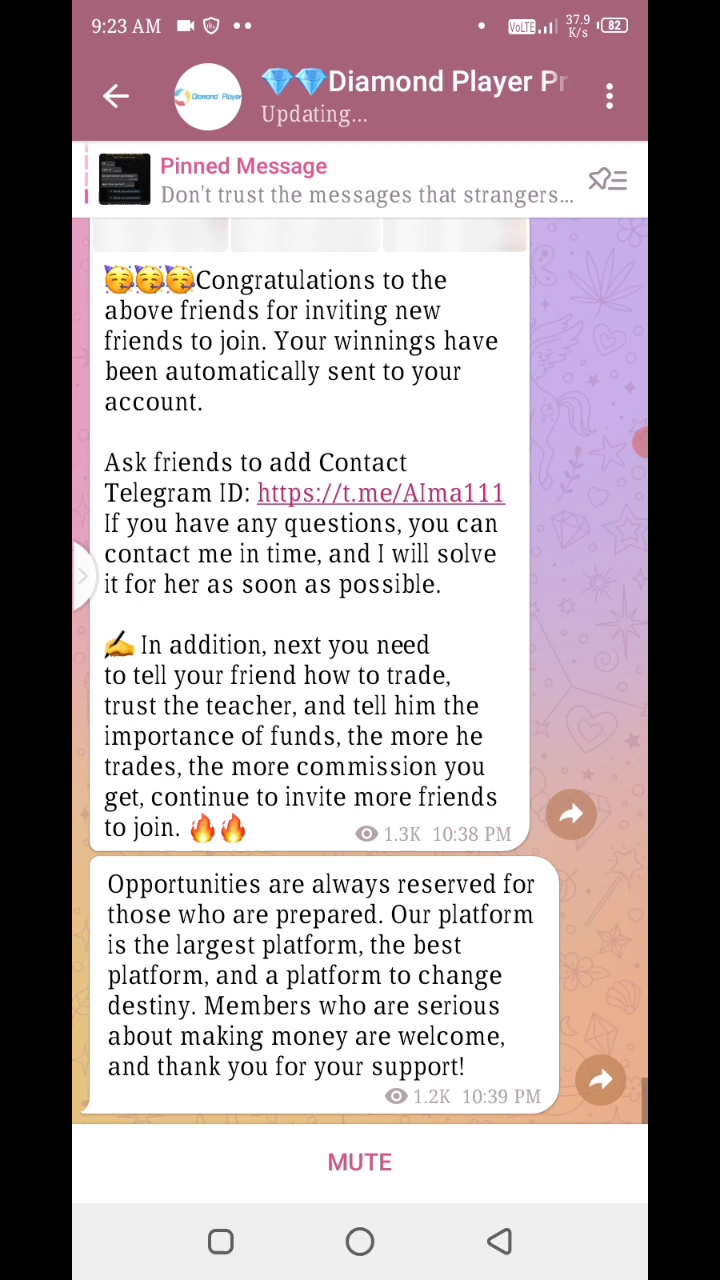 9:23 AM
VoLTE 37.9 K/s 82
💎💎Diamond Player Pr
Diamond Player
Updating...
Pinned Message
Don't trust the messages that strangers...
🥳🥳🥳Congratulations to the
above friends for inviting new
friends to join. Your winnings have
been automatically sent to your
account.
Ask friends to add Contact
Telegram ID: https://t.me/AIma111
If you have any questions, you can
contact me in time, and I will solve
it for her as soon as possible.
✍️ In addition, next you need
to tell your friend how to trade,
trust the teacher, and tell him the
importance of funds, the more he
trades, the more commission you
get, continue to invite more friends
to join. 🔥🔥
1.3K 10:38 PM
Opportunities are always reserved for
those who are prepared. Our platform
is the largest platform, the best
platform, and a platform to change
destiny. Members who are serious
about making money are welcome,
and thank you for your support!
1.2K 10:39 PM
MUTE